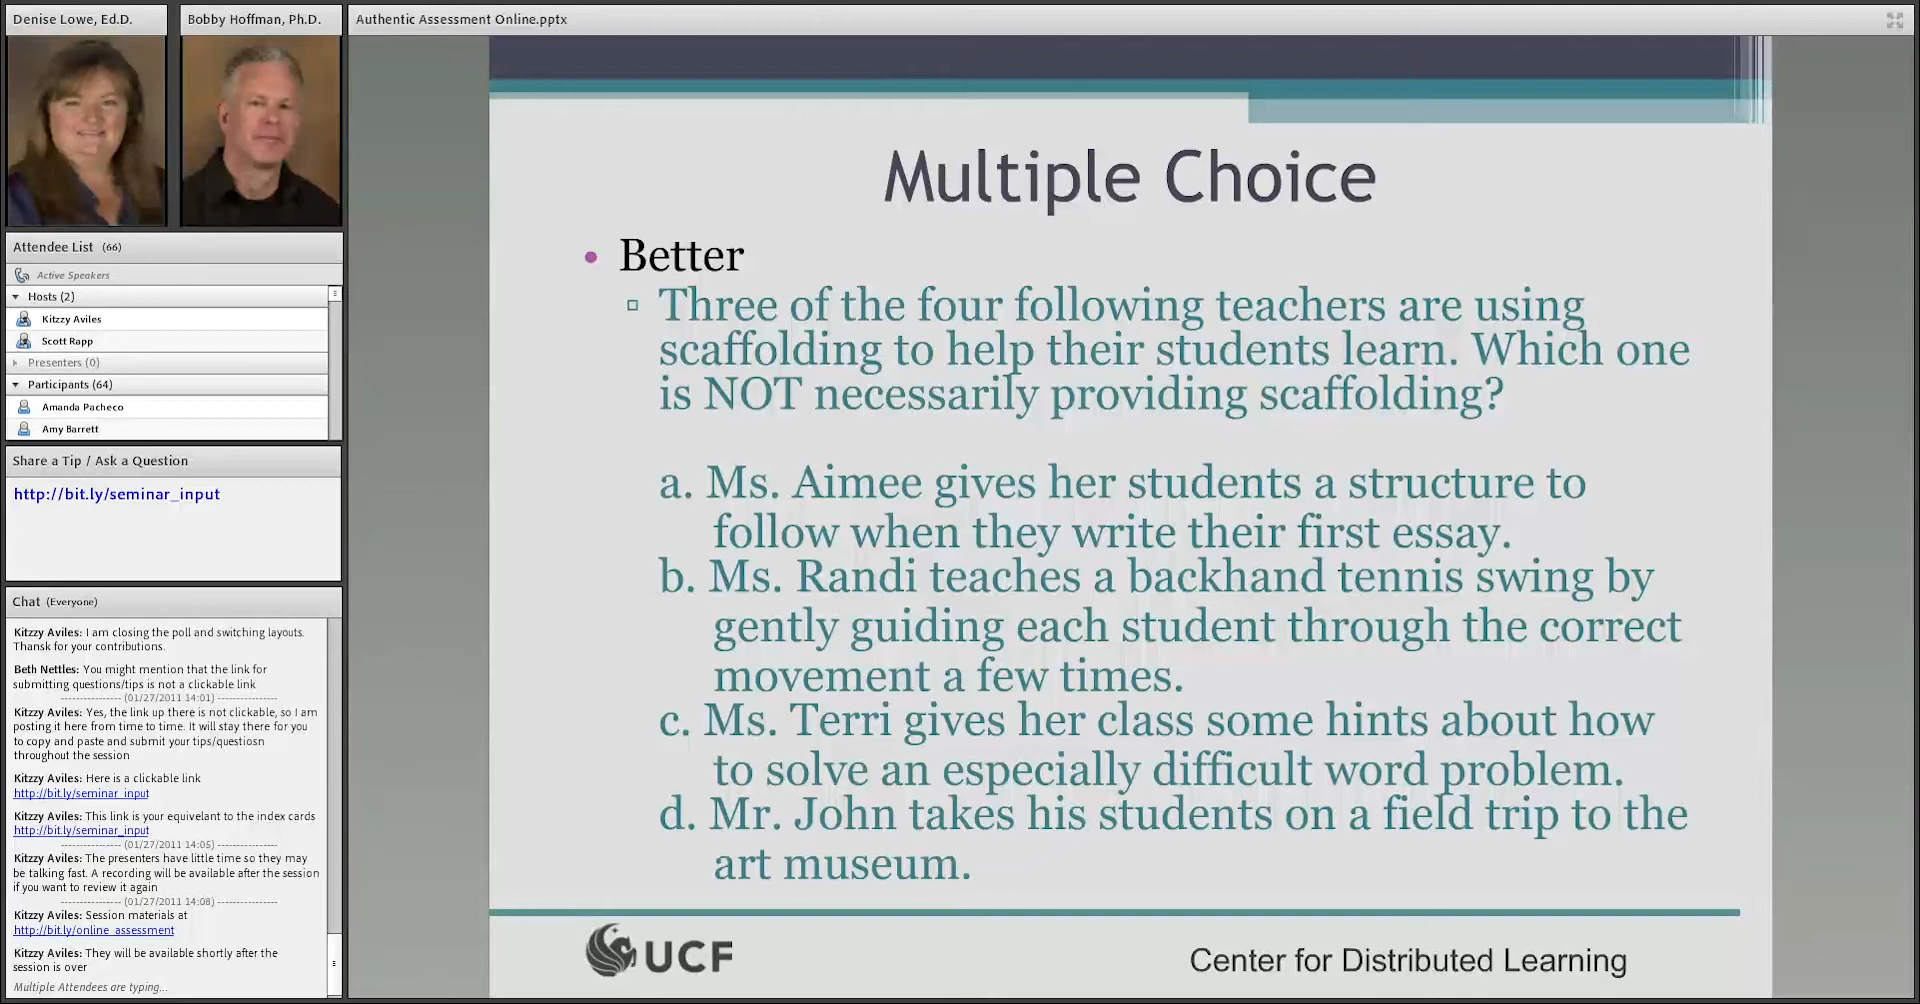 Denise Lowe, Ed.D.
Bobby Hoffman, Ph.D.
Authentic Assessment Online.pptx
Attendee List (66)
Active Speakers
Hosts (2)
Kitzzy Aviles
Scott Rapp
Presenters (0)
Participants (64)
Amanda Pacheco
Amy Barrett
Share a Tip / Ask a Question
http://bit.ly/seminar_input
Chat (Everyone)
Kitzzy Aviles: I am closing the poll and switching layouts.
Thansk for your contributions.
Beth Nettles: You might mention that the link for
submitting questions/tips is not a clickable link
---------------- (01/27/2011 14:01) ---------------
Kitzzy Aviles: Yes, the link up there is not clickable, so I am
posting it here from time to time. It will stay there for you
to copy and paste and submit your tips/questiosn
throughout the session
Kitzzy Aviles: Here is a clickable link
http://bit.ly/seminar_input
Kitzzy Aviles: This link is your equivelant to the index cards
http://bit.ly/seminar_input
---------------- (01/27/2011 14:05) ---------------
Kitzzy Aviles: The presenters have little time so they may
be talking fast. A recording will be available after the session
if you want to review it again
---------------- (01/27/2011 14:08) ---------------
Kitzzy Aviles: Session materials at
http://bit.ly/online_assessment
Kitzzy Aviles: They will be available shortly after the
session is over
Multiple Attendees are typing...
Multiple Choice
• Better
▫ Three of the four following teachers are using
scaffolding to help their students learn. Which one
is NOT necessarily providing scaffolding?
a. Ms. Aimee gives her students a structure to
follow when they write their first essay.
b. Ms. Randi teaches a backhand tennis swing by
gently guiding each student through the correct
movement a few times.
c. Ms. Terri gives her class some hints about how
to solve an especially difficult word problem.
d. Mr. John takes his students on a field trip to the
art museum.
UCF
Center for Distributed Learning